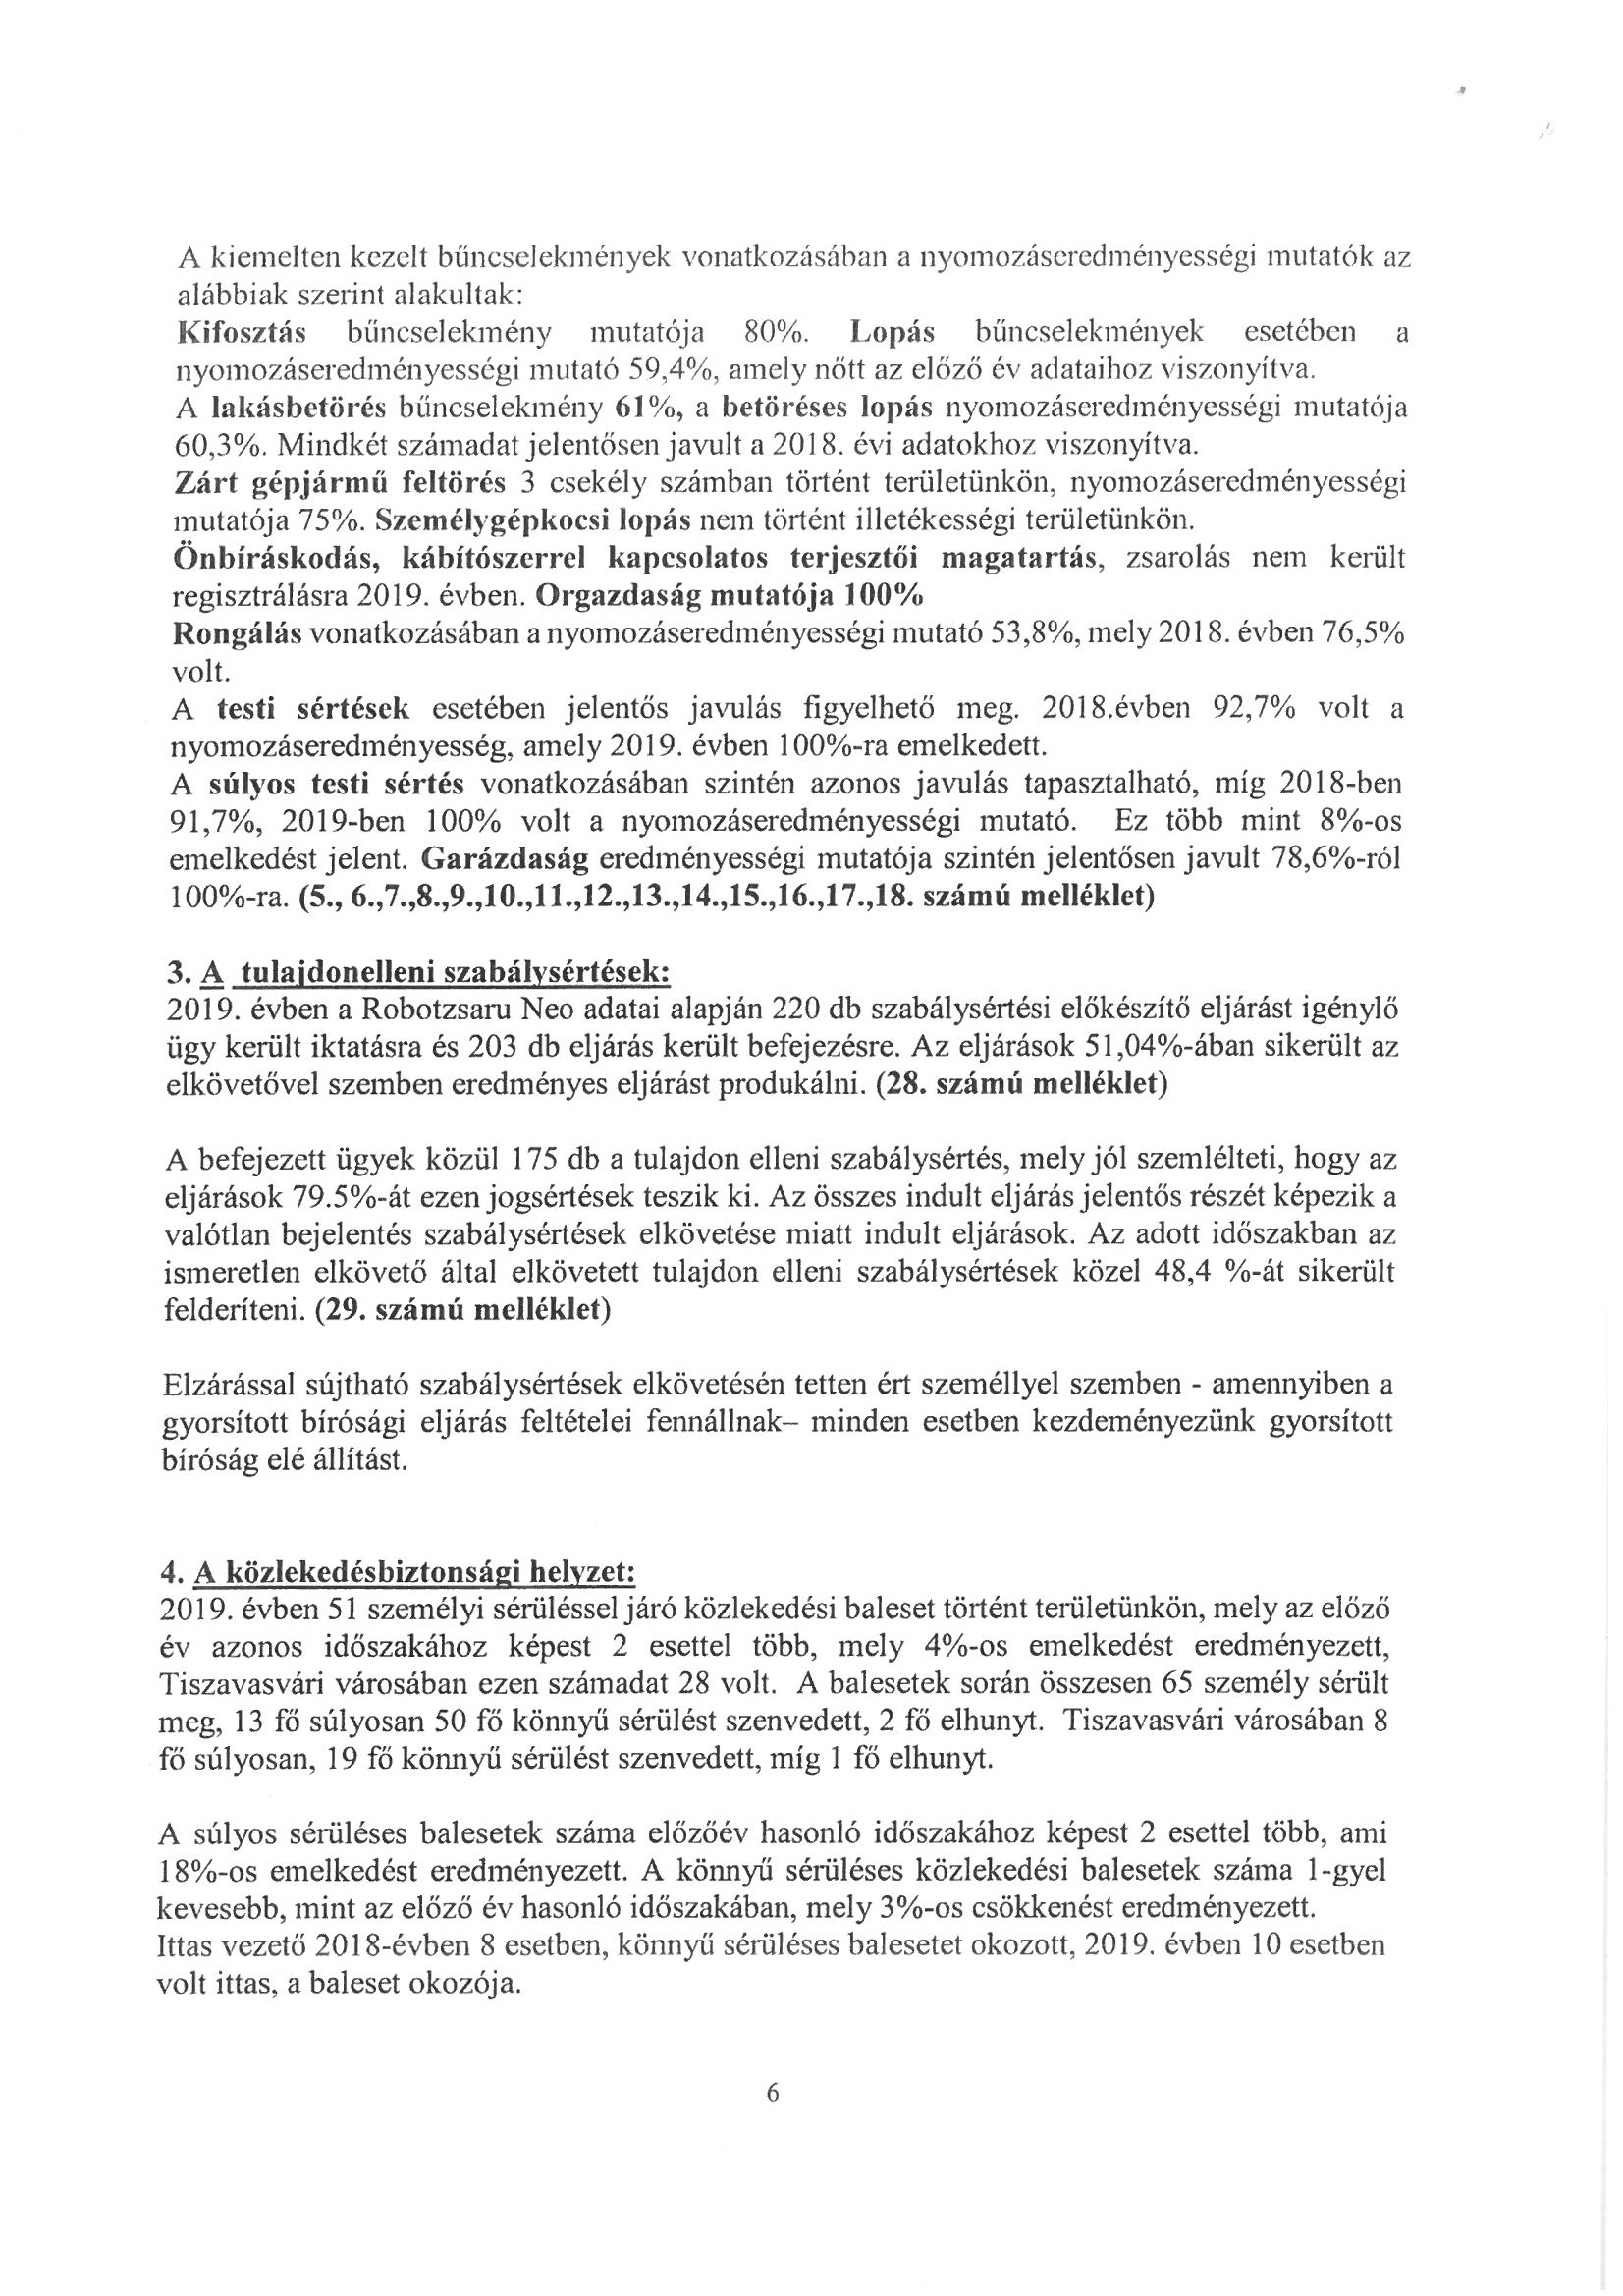 A kiemelten kezelt bűncselekmények vonatkozásában a nyomozáseredményességi mutatók az
alábbiak szerint alakultak:
Kifosztás bűncselekmény mutatója 80%. Lopás bűncselekmények esetében a
nyomozáseredményességi mutató 59,4%, amely nőtt az előző év adataihoz viszonyítva.
A lakásbetörés bűncselekmény 61%, a betöréses lopás nyomozáseredményességi mutatója
60,3%. Mindkét számadat jelentősen javult a 2018. évi adatokhoz viszonyítva.
Zárt gépjármű feltörés 3 csekély számban történt területünkön, nyomozáseredményességi
mutatója 75%. Személygépkocsi lopás nem történt illetékességi területünkön.
Önbíráskodás, kábítószerrel kapcsolatos terjesztői magatartás, zsarolás nem került
regisztrálásra 2019. évben. Orgazdaság mutatója 100%
Rongálás vonatkozásában a nyomozáseredményességi mutató 53,8%, mely 2018. évben 76,5%
volt.
A testi sértések esetében jelentős javulás figyelhető meg. 2018.évben 92,7% volt a
nyomozáseredményesség, amely 2019. évben 100%-ra emelkedett.
A súlyos testi sértés vonatkozásában szintén azonos javulás tapasztalható, míg 2018-ben
91,7%, 2019-ben 100% volt a nyomozáseredményességi mutató. Ez több mint 8%-os
emelkedést jelent. Garázdaság eredményességi mutatója szintén jelentősen javult 78,6%-ról
100%-ra. (5., 6.,7.,8.,9.,10.,11.,12.,13.,14.,15.,16.,17.,18. számú melléklet)
3. A tulajdonelleni szabálysértések:
2019. évben a Robotzsaru Neo adatai alapján 220 db szabálysértési előkészítő eljárást igénylő
ügy került iktatásra és 203 db eljárás került befejezésre. Az eljárások 51,04%-ában sikerült az
elkövetővel szemben eredményes eljárást produkálni. (28. számú melléklet)
A befejezett ügyek közül 175 db a tulajdon elleni szabálysértés, mely jól szemlélteti, hogy az
eljárások 79.5%-át ezen jogsértések teszik ki. Az összes indult eljárás jelentős részét képezik a
valótlan bejelentés szabálysértések elkövetése miatt indult eljárások. Az adott időszakban az
ismeretlen elkövető által elkövetett tulajdon elleni szabálysértések közel 48,4 %-át sikerült
felderíteni. (29. számú melléklet)
Elzárással sújtható szabálysértések elkövetésén tetten ért személlyel szemben - amennyiben a
gyorsított bírósági eljárás feltételei fennállnak– minden esetben kezdeményezünk gyorsított
bíróság elé állítást.
4. A közlekedésbiztonsági helyzet:
2019. évben 51 személyi sérüléssel járó közlekedési baleset történt területünkön, mely az előző
év azonos időszakához képest 2 esettel több, mely 4%-os emelkedést eredményezett,
Tiszavasvári városában ezen számadat 28 volt. A balesetek során összesen 65 személy sérült
meg, 13 fő súlyosan 50 fő könnyű sérülést szenvedett, 2 fő elhunyt. Tiszavasvári városában 8
fő súlyosan, 19 fő könnyű sérülést szenvedett, míg 1 fő elhunyt.
A súlyos sérüléses balesetek száma előzőév hasonló időszakához képest 2 esettel több, ami
18%-os emelkedést eredményezett. A könnyű sérüléses közlekedési balesetek száma 1-gyel
kevesebb, mint az előző év hasonló időszakában, mely 3%-os csökkenést eredményezett.
Ittas vezető 2018-évben 8 esetben, könnyű sérüléses balesetet okozott, 2019. évben 10 esetben
volt ittas, a baleset okozója.
6